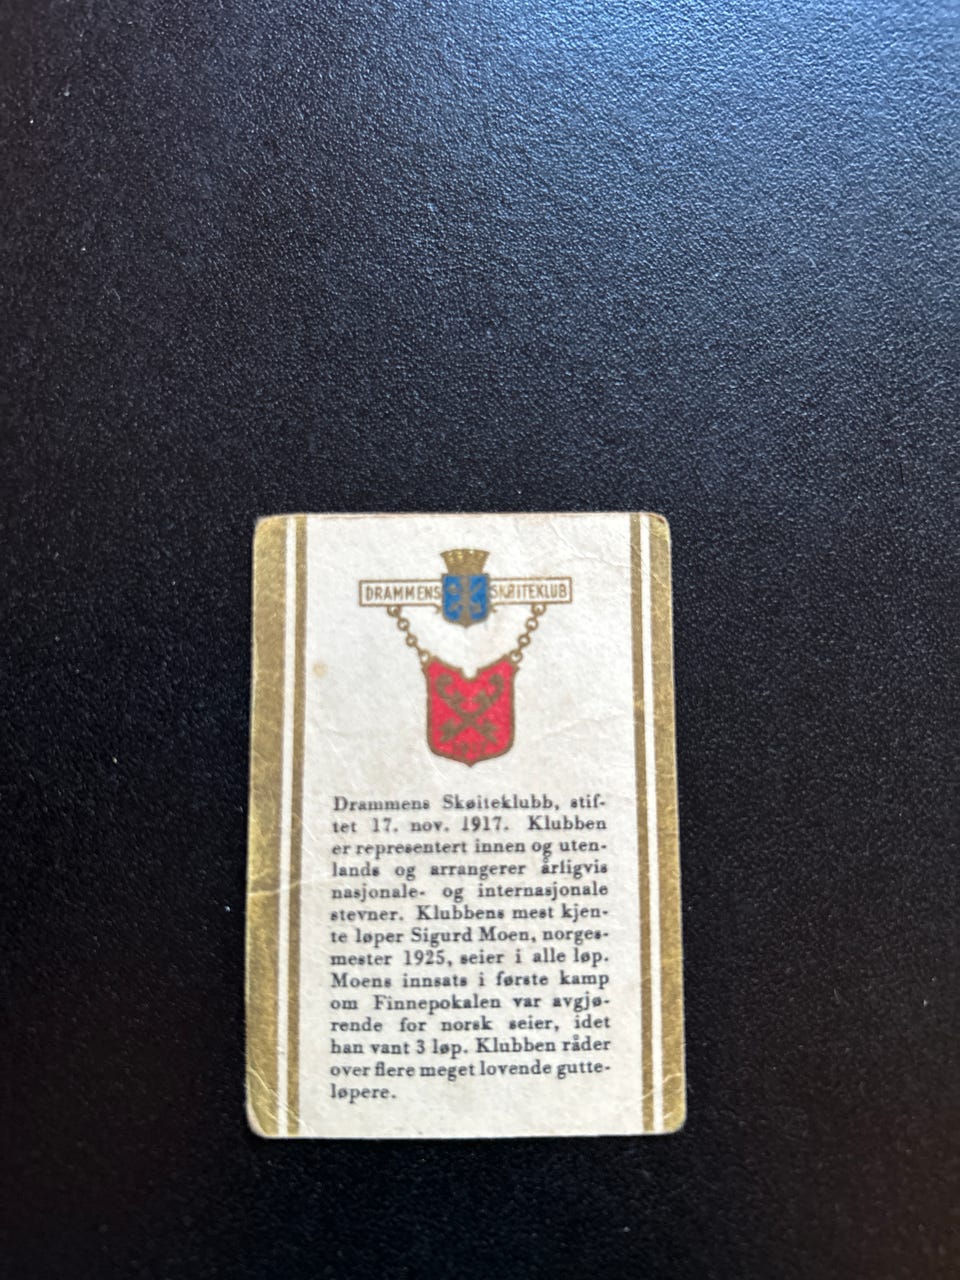 DRAMMENS SKØITEKLUB
Drammens Skøiteklubb, stif-
tet 17. nov. 1917. Klubben
er representert innen og uten-
lands og arrangerer årligvis
nasjonale- og internasjonale
stevner. Klubbens mest kjen-
te løper Sigurd Moen, norges-
mester 1925, seier i alle løp.
Moens innsats i første kamp
om Finnepokalen var avgjø-
rende for norsk seier, idet
han vant 3 løp. Klubben råder
over flere meget lovende gutte-
løpere.